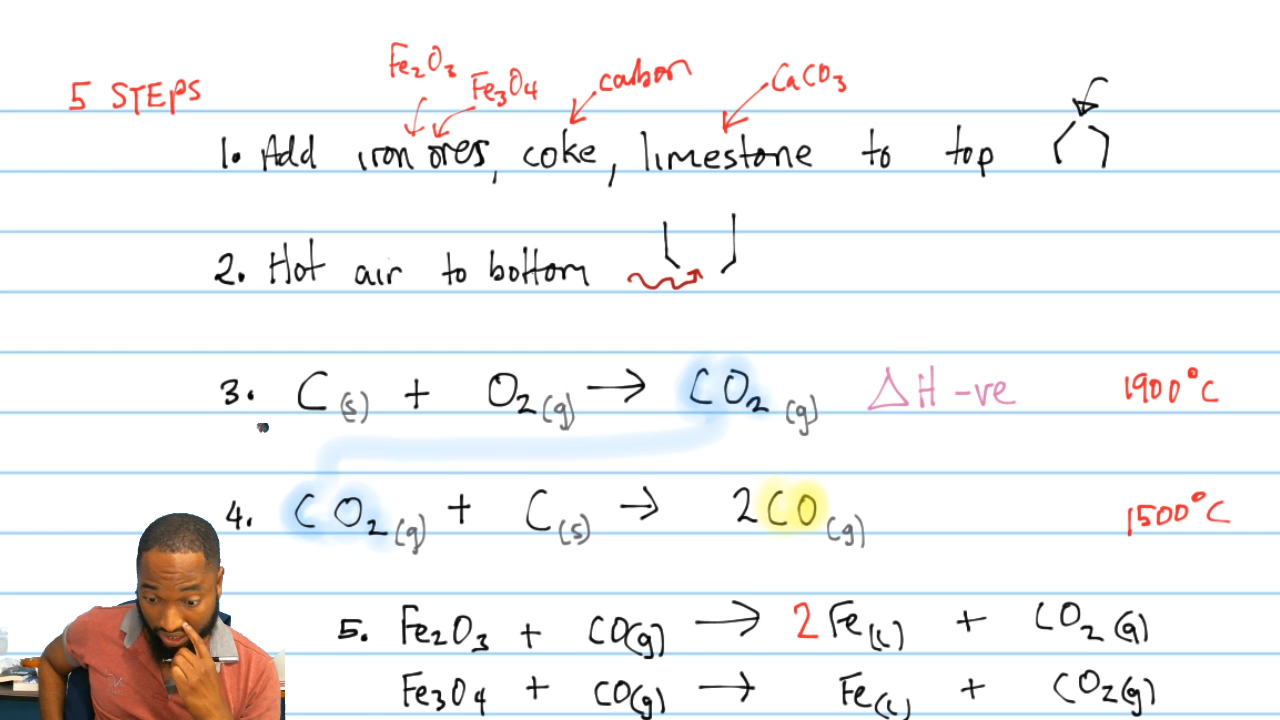 5 STEPS
Fe₂O₃ Fe₃O₄ carbon CaCO₃
1. Add iron ores, coke, limestone to top
2. Hot air to bottom
3. C(s) + O₂(g) → CO₂(g) ΔH -ve 1900°C
4. CO₂(g) + C(s) → 2CO(g) 1500°C
5. Fe₂O₃ + CO(g) → 2Fe(l) + CO₂(g)
Fe₃O₄ + CO(g) → Fe(l) + CO₂(g)